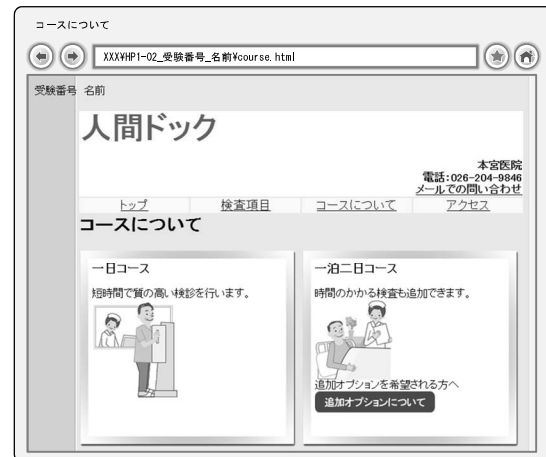 コースについて
XXX¥HP1-02_受験番号_名前¥course.html
受験番号 名前
人間ドック
本宮医院
電話:026-204-9846
メールでの問い合わせ
トップ 検査項目 コースについて アクセス
コースについて
一日コース
短時間で質の高い検診を行います。
一泊二日コース
時間のかかる検査も追加できます。
追加オプションを希望される方へ
追加オプションについて